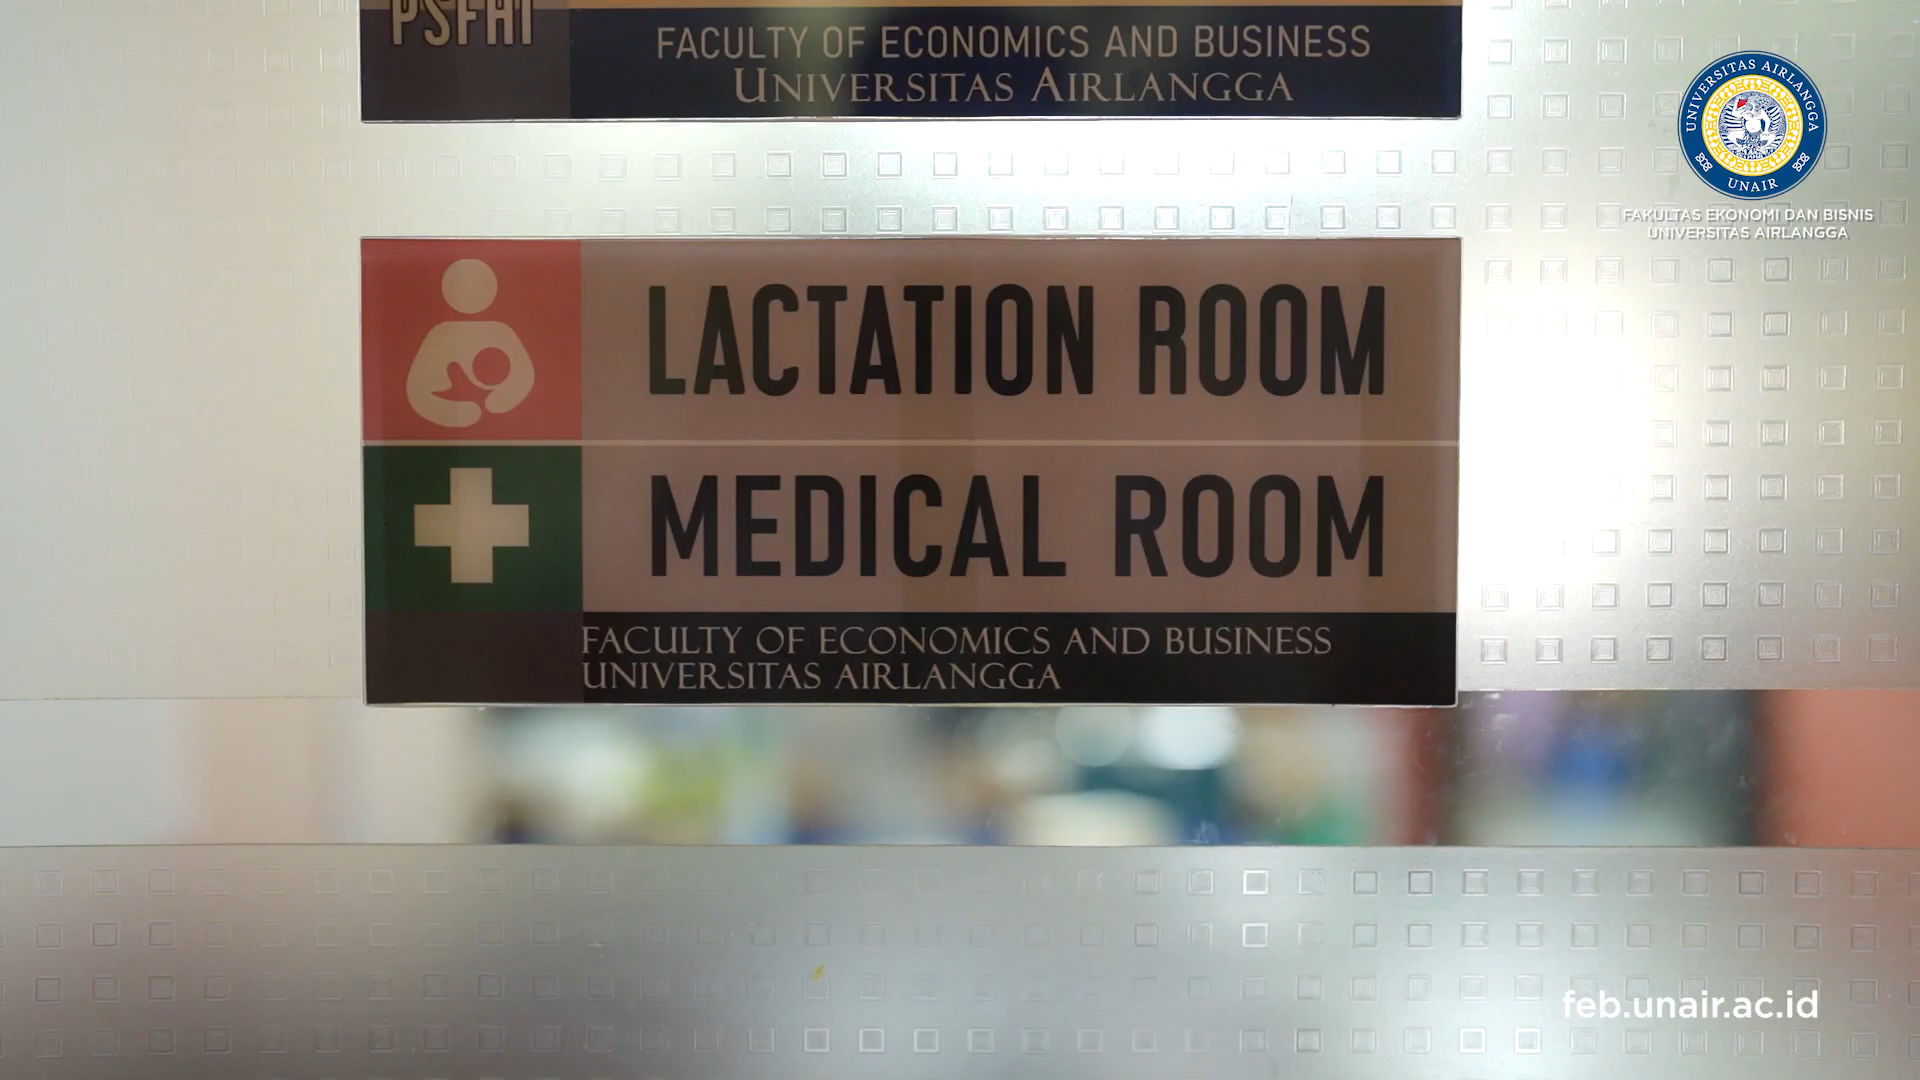 FACULTY OF ECONOMICS AND BUSINESS
UNIVERSITAS AIRLANGGA
UNIVERSITAS AIRLANGGA
UNAIR
FAKULTAS EKONOMI DAN BISNIS
UNIVERSITAS AIRLANGGA
LACTATION ROOM
MEDICAL ROOM
FACULTY OF ECONOMICS AND BUSINESS
UNIVERSITAS AIRLANGGA
feb.unair.ac.id